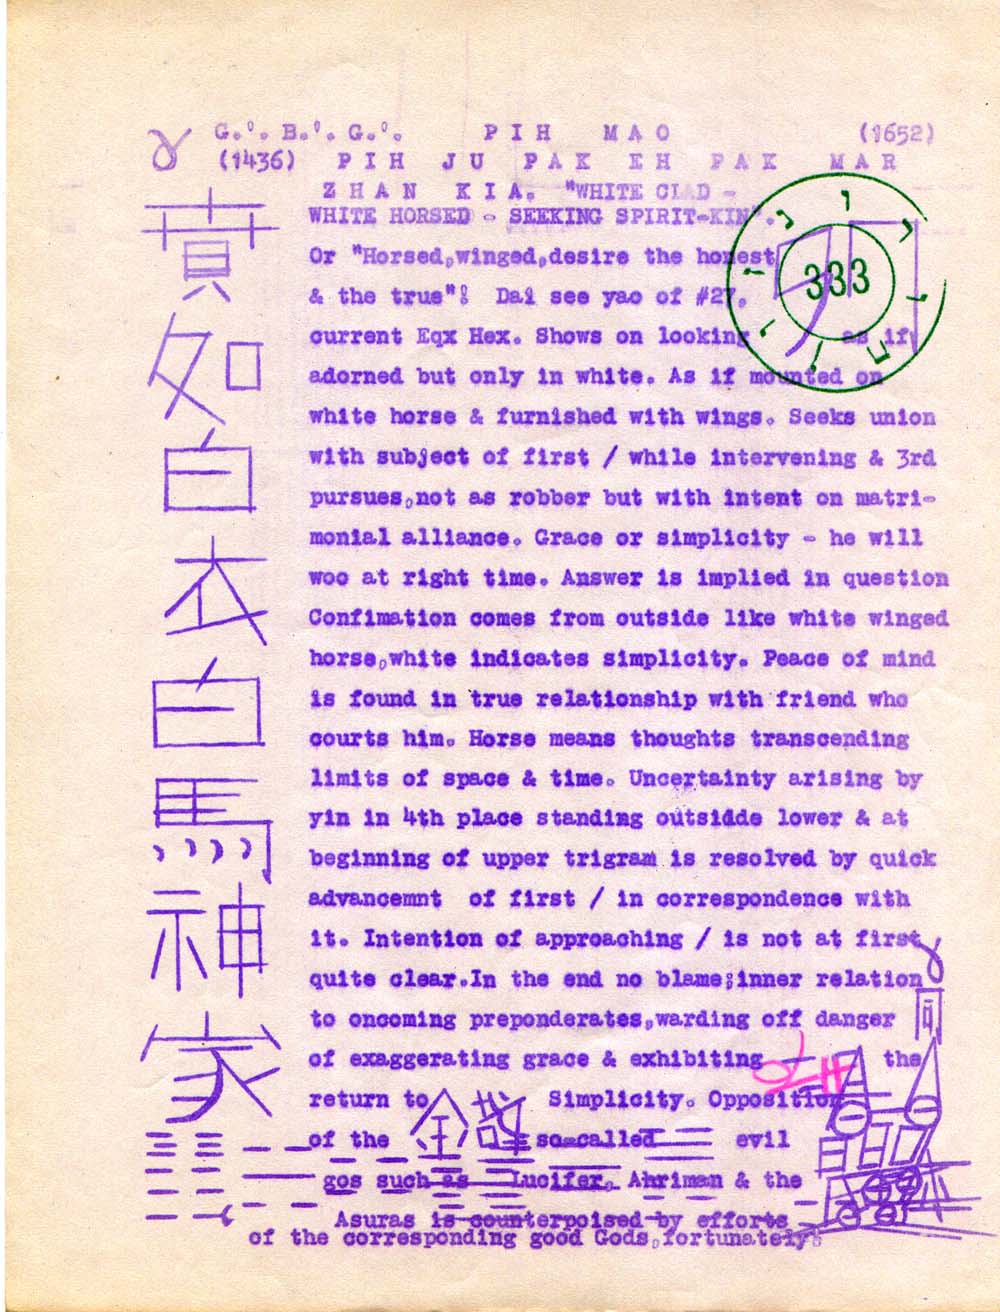 G.'. B.'. G.'. PIH MAO (1652)
(1436) PIH JU PAK EH PAK MAR
ZHAN KIA. "WHITE CLAD -
WHITE HORSED - SEEKING SPIRIT-KIN".
Or "Horsed,winged,desire the honest
& the true"! Dai see yao of #27.
current Eqx Hex. Shows on looking as if
adorned but only in white. As if mounted on
white horse & furnished with wings. Seeks union
with subject of first / while intervening & 3rd
pursues,not as robber but with intent on matri-
monial alliance. Grace or simplicity - he will
woo at right time. Answer is implied in question
Confimation comes from outside like white winged
horse,white indicates simplicity. Peace of mind
is found in true relationship with friend who
courts him. Horse means thoughts transcending
limits of space & time. Uncertainty arising by
yin in 4th place standing outsidde lower & at
beginning of upper trigram is resolved by quick
advancemnt of first / in correspondence with
it. Intention of approaching / is not at first
quite clear.In the end no blame;inner relation
to oncoming preponderates,warding off danger
of exaggerating grace & exhibiting the
return to Simplicity. Opposition
of the so-called evil
gos such as Lucifer, Ahriman & the
Asuras is counterpoised by efforts
of the corresponding good Gods,fortunately!
333
白
衣
白
馬
神